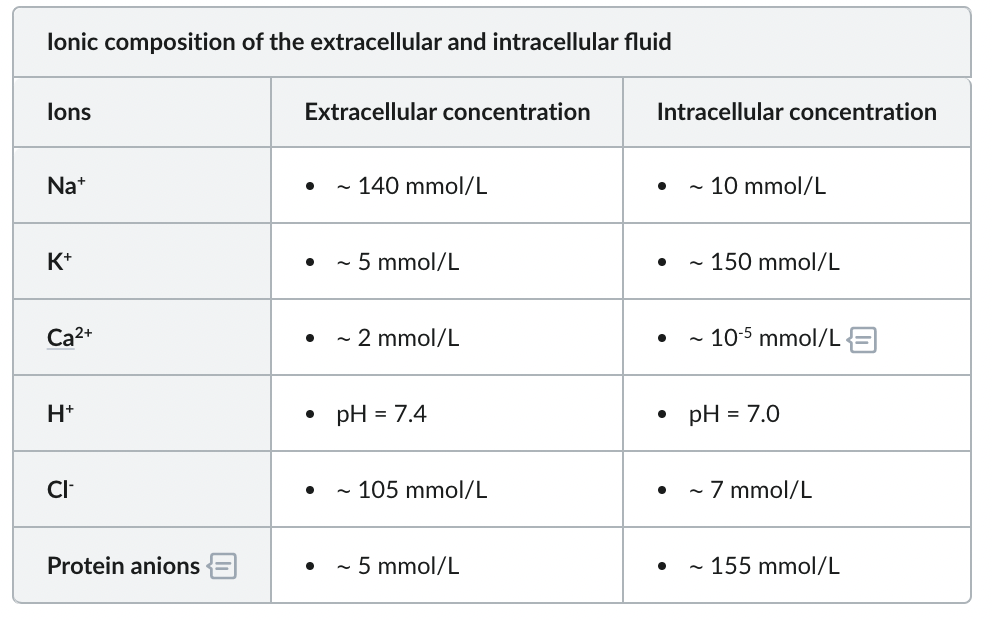 Ionic composition of the extracellular and intracellular fluid
Ions Extracellular concentration Intracellular concentration
Na⁺ • ~ 140 mmol/L • ~ 10 mmol/L
K⁺ • ~ 5 mmol/L • ~ 150 mmol/L
Ca²⁺ • ~ 2 mmol/L • ~ 10⁻⁵ mmol/L
H⁺ • pH = 7.4 • pH = 7.0
Cl⁻ • ~ 105 mmol/L • ~ 7 mmol/L
Protein anions • ~ 5 mmol/L • ~ 155 mmol/L